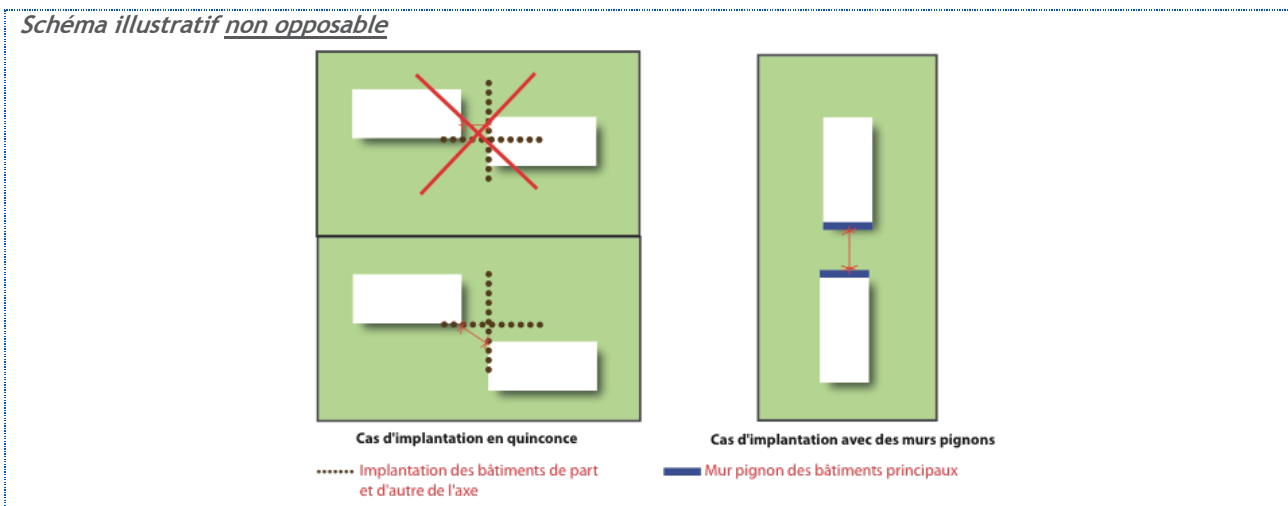 Schéma illustratif non opposable
Cas d'implantation en quinconce
Cas d'implantation avec des murs pignons
Implantation des bâtiments de part
et d'autre de l'axe
Mur pignon des bâtiments principaux